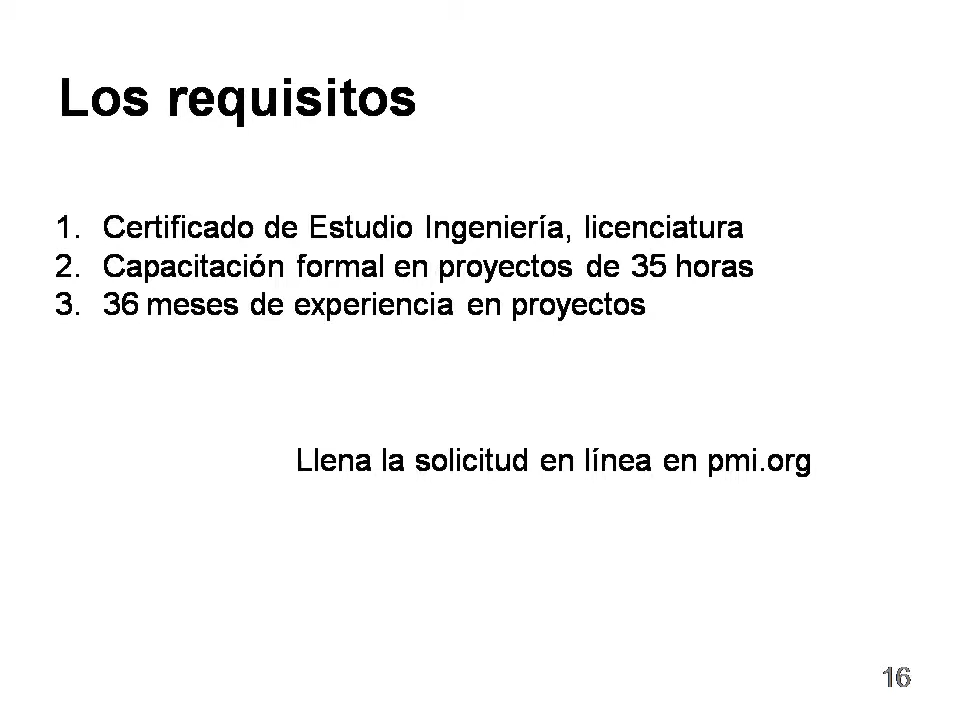 Los requisitos
1. Certificado de Estudio Ingeniería, licenciatura
2. Capacitación formal en proyectos de 35 horas
3. 36 meses de experiencia en proyectos
Llena la solicitud en línea en pmi.org
16